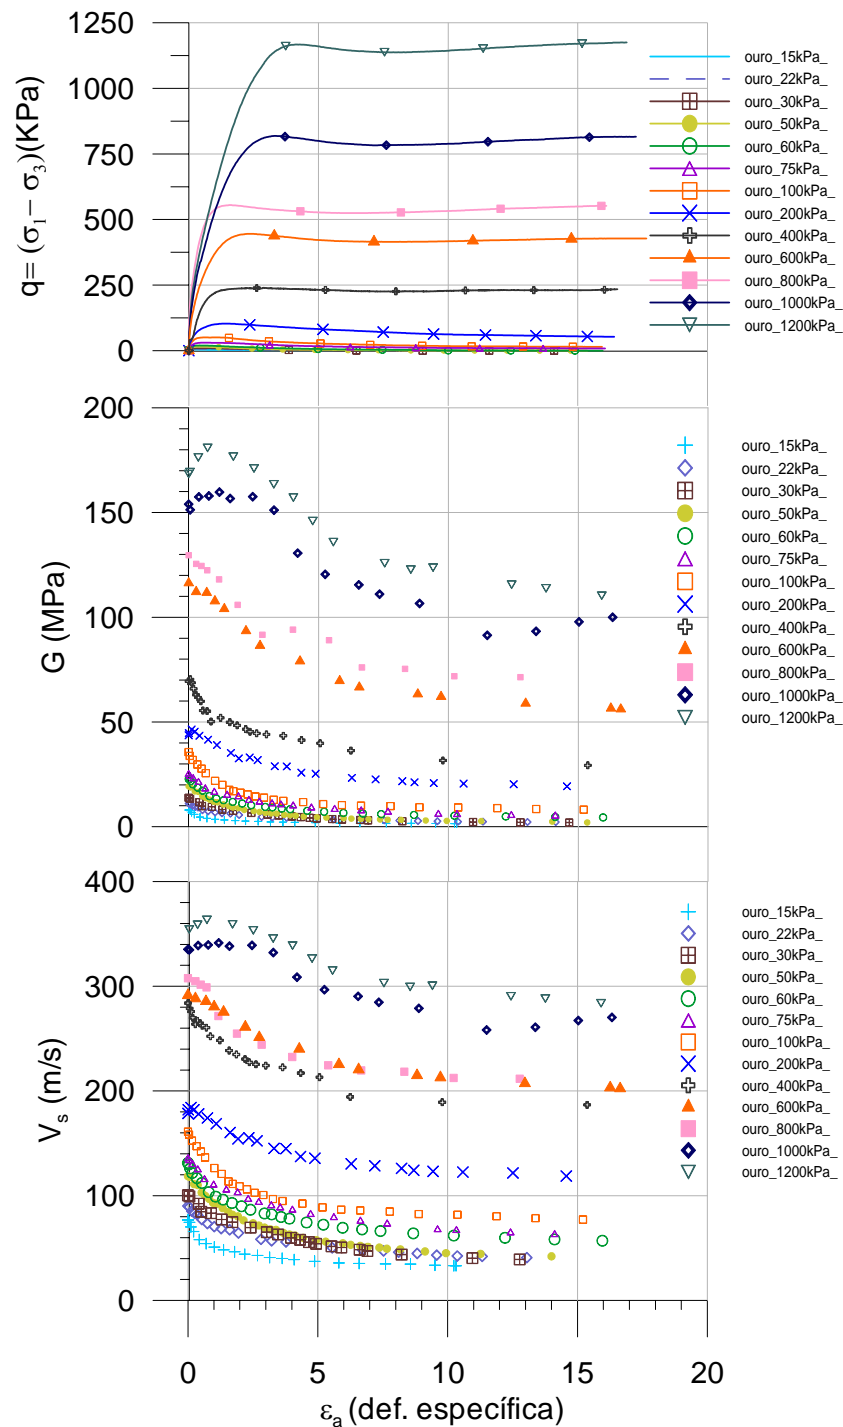 1250
1000
750
500
250
0
q= (σ1 − σ3)(KPa)
ouro_15kPa_
ouro_22kPa_
ouro_30kPa_
ouro_50kPa_
ouro_60kPa_
ouro_75kPa_
ouro_100kPa_
ouro_200kPa_
ouro_400kPa_
ouro_600kPa_
ouro_800kPa_
ouro_1000kPa_
ouro_1200kPa_
200
150
100
50
0
G (MPa)
ouro_15kPa_
ouro_22kPa_
ouro_30kPa_
ouro_50kPa_
ouro_60kPa_
ouro_75kPa_
ouro_100kPa_
ouro_200kPa_
ouro_400kPa_
ouro_600kPa_
ouro_800kPa_
ouro_1000kPa_
ouro_1200kPa_
400
300
200
100
0
Vs (m/s)
ouro_15kPa_
ouro_22kPa_
ouro_30kPa_
ouro_50kPa_
ouro_60kPa_
ouro_75kPa_
ouro_100kPa_
ouro_200kPa_
ouro_400kPa_
ouro_600kPa_
ouro_800kPa_
ouro_1000kPa_
ouro_1200kPa_
0 5 10 15 20
εa (def. específica)